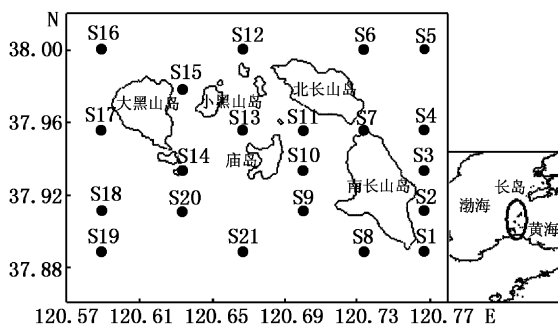 N
S16 S12 S6 S5
38.00
S15
大黑山岛 小黑山岛 北长山岛
S17 S13 S11 S7 S4
37.96
S14 庙岛 S10 S3
南长山岛
长岛
渤海
黄海
37.92
S18 S20 S9 S2
S19 S21 S8 S1
37.88
120.57 120.61 120.65 120.69 120.73 120.77 E